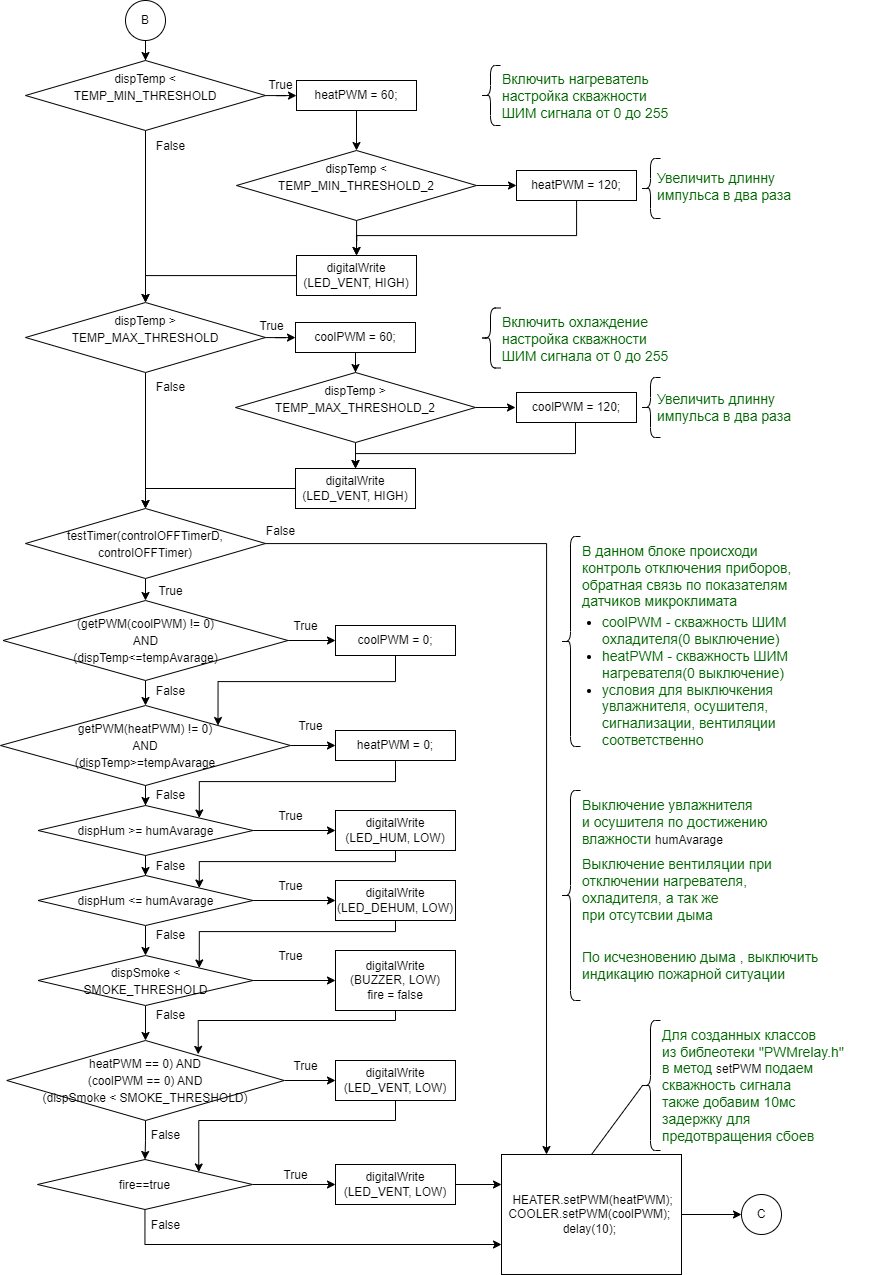 B
dispTemp <
TEMP_MIN_THRESHOLD
True
heatPWM = 60;
Включить нагреватель
настройка скважности
ШИМ сигнала от 0 до 255
False
dispTemp <
TEMP_MIN_THRESHOLD_2
heatPWM = 120;
Увеличить длинну
импульса в два раза
digitalWrite
(LED_VENT, HIGH)
dispTemp >
TEMP_MAX_THRESHOLD
True
coolPWM = 60;
Включить охлаждение
настройка скважности
ШИМ сигнала от 0 до 255
False
dispTemp >
TEMP_MAX_THRESHOLD_2
coolPWM = 120;
Увеличить длинну
импульса в два раза
digitalWrite
(LED_VENT, HIGH)
testTimer(controlOFFTimerD,
controlOFFTimer)
False
True
В данном блоке происходи
контроль отключения приборов,
обратная связь по показателям
датчиков микроклимата
• coolPWM - скважность ШИМ
охладителя(0 выключение)
• heatPWM - скважность ШИМ
нагревателя(0 выключение)
• условия для выключкения
увлажнителя, осушителя,
сигнализации, вентиляции
соответственно
(getPWM(coolPWM) != 0)
AND
(dispTemp<=tempAvarage)
True
coolPWM = 0;
False
getPWM(heatPWM) != 0)
AND
(dispTemp>=tempAvarage
True
heatPWM = 0;
False
dispHum >= humAvarage
True
digitalWrite
(LED_HUM, LOW)
False
Выключение увлажнителя
и осушителя по достижению
влажности humAvarage
Выключение вентиляции при
отключении нагревателя,
охладителя, а так же
при отсутсвии дыма
По исчезновению дыма , выключить
индикацию пожарной ситуации
dispHum <= humAvarage
True
digitalWrite
(LED_DEHUM, LOW)
False
dispSmoke <
SMOKE_THRESHOLD
True
digitalWrite
(BUZZER, LOW)
fire = false
False
heatPWM == 0) AND
(coolPWM == 0) AND
(dispSmoke < SMOKE_THRESHOLD)
True
digitalWrite
(LED_VENT, LOW)
False
Для созданных классов
из библеотеки "PWMrelay.h"
в метод setPWM подаем
скважность сигнала
также добавим 10мс
задержку для
предотвращения сбоев
fire==true
True
digitalWrite
(LED_VENT, LOW)
False
HEATER.setPWM(heatPWM);
COOLER.setPWM(coolPWM);
delay(10);
C